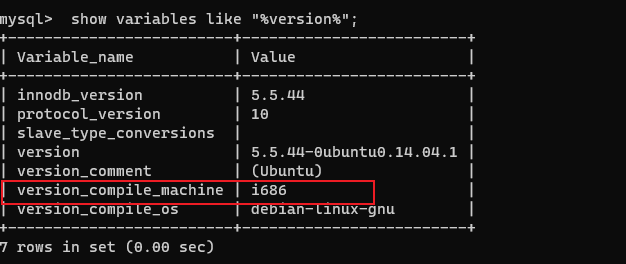 mysql>  show variables like "%version%";
+-------------------------+-------------------------+
| Variable_name           | Value                   |
+-------------------------+-------------------------+
| innodb_version          | 5.5.44                  |
| protocol_version        | 10                      |
| slave_type_conversions  |                         |
| version                 | 5.5.44-0ubuntu0.14.04.1 |
| version_comment         | (Ubuntu)                |
| version_compile_machine | i686                    |
| version_compile_os      | debian-linux-gnu        |
+-------------------------+-------------------------+
7 rows in set (0.00 sec)